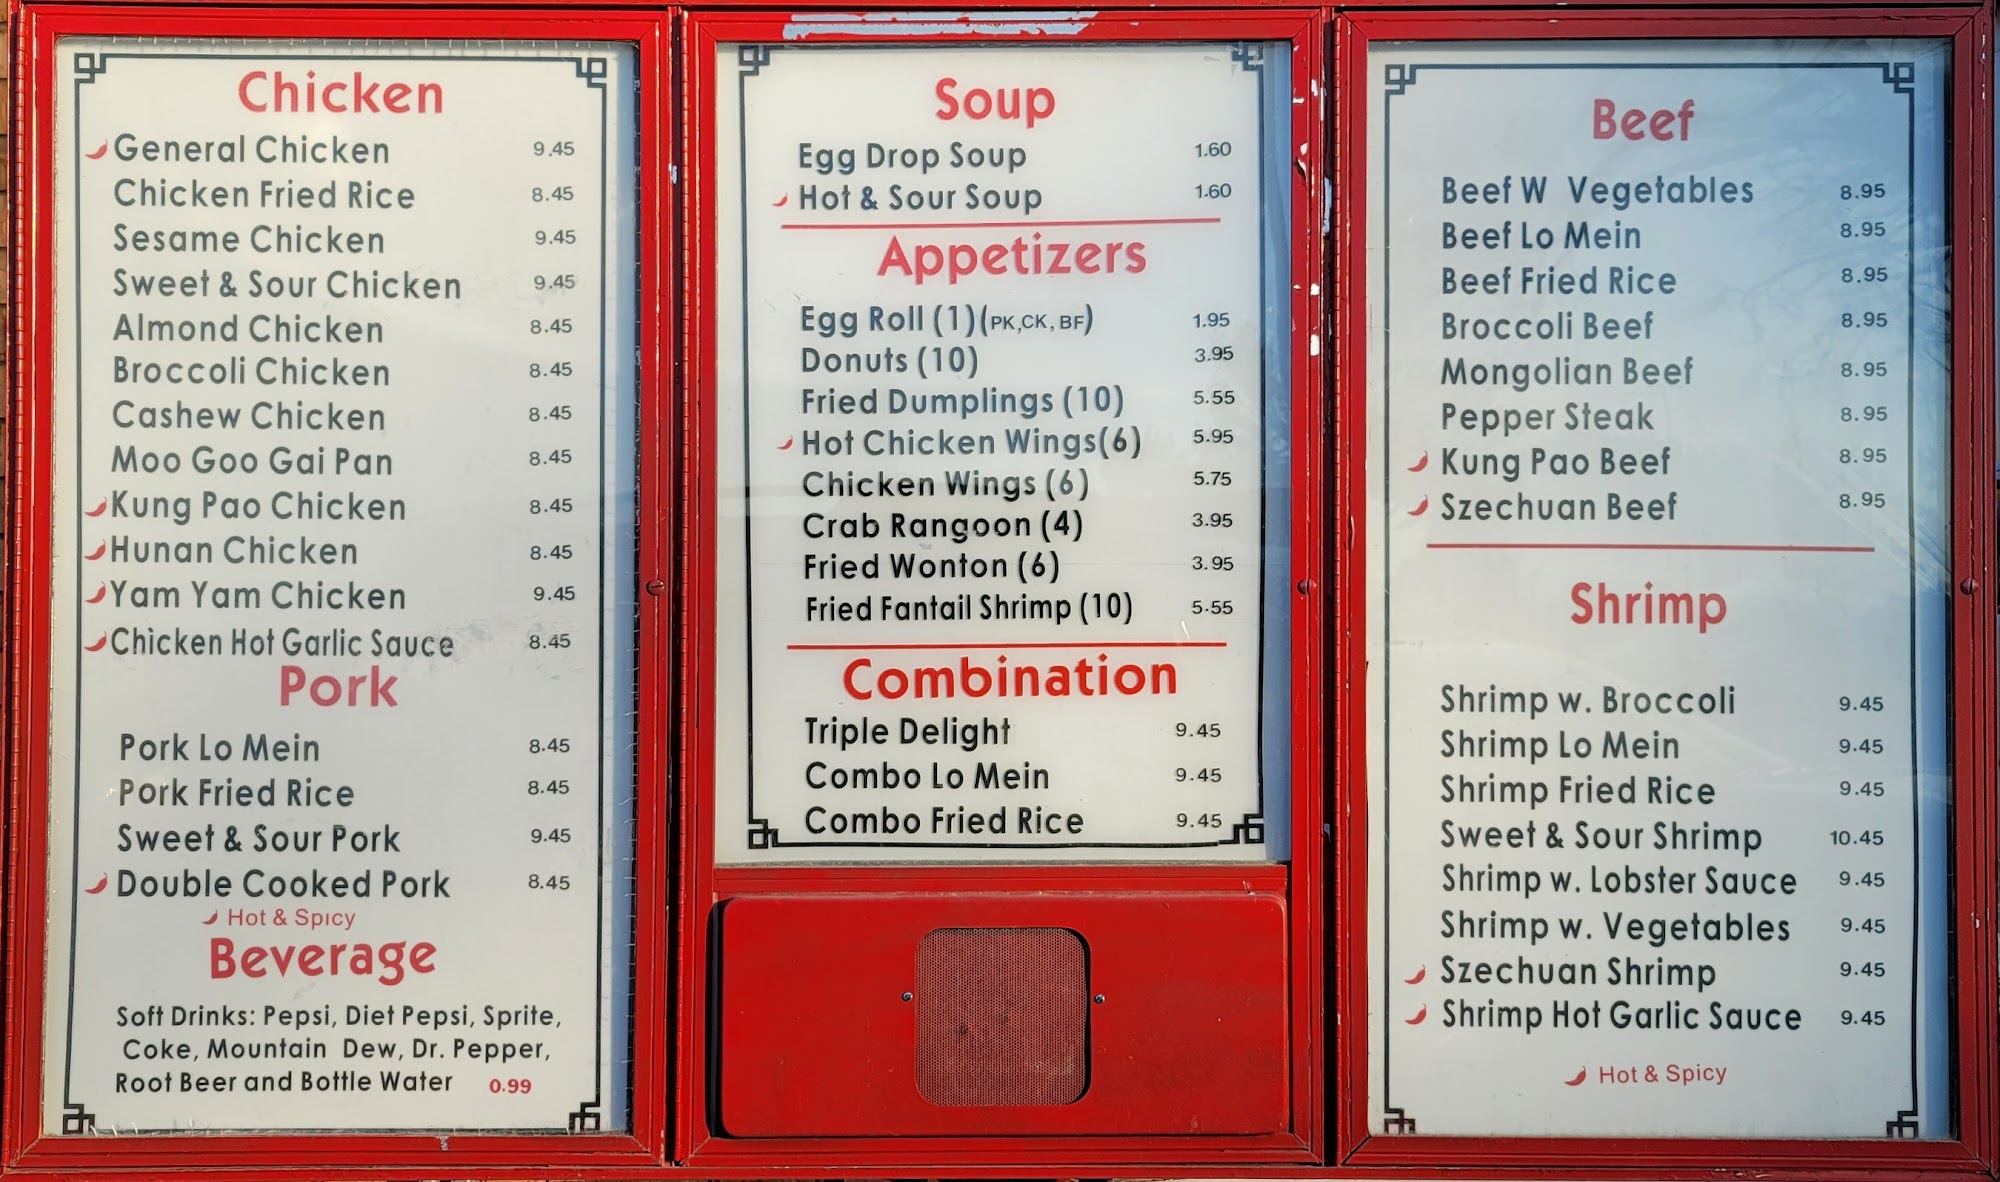 Chicken
General Chicken 9.45
Chicken Fried Rice 8.45
Sesame Chicken 9.45
Sweet & Sour Chicken 9.45
Almond Chicken 8.45
Broccoli Chicken 8.45
Cashew Chicken 8.45
Moo Goo Gai Pan 8.45
Kung Pao Chicken 8.45
Hunan Chicken 8.45
Yam Yam Chicken 9.45
Chicken Hot Garlic Sauce 8.45
Pork
Pork Lo Mein 8.45
Pork Fried Rice 8.45
Sweet & Sour Pork 9.45
Double Cooked Pork 8.45
Hot & Spicy
Beverage
Soft Drinks: Pepsi, Diet Pepsi, Sprite,
Coke, Mountain Dew, Dr. Pepper,
Root Beer and Bottle Water 0.99
Soup
Egg Drop Soup 1.60
Hot & Sour Soup 1.60
Appetizers
Egg Roll (1)(PK,CK, BF) 1.95
Donuts (10) 3.95
Fried Dumplings (10) 5.55
Hot Chicken Wings(6) 5.95
Chicken Wings (6) 5.75
Crab Rangoon (4) 3.95
Fried Wonton (6) 3.95
Fried Fantail Shrimp (10) 5.55
Combination
Triple Delight 9.45
Combo Lo Mein 9.45
Combo Fried Rice 9.45
Beef
Beef W Vegetables 8.95
Beef Lo Mein 8.95
Beef Fried Rice 8.95
Broccoli Beef 8.95
Mongolian Beef 8.95
Pepper Steak 8.95
Kung Pao Beef 8.95
Szechuan Beef 8.95
Shrimp
Shrimp w. Broccoli 9.45
Shrimp Lo Mein 9.45
Shrimp Fried Rice 9.45
Sweet & Sour Shrimp 10.45
Shrimp w. Lobster Sauce 9.45
Shrimp w. Vegetables 9.45
Szechuan Shrimp 9.45
Shrimp Hot Garlic Sauce 9.45
Hot & Spicy